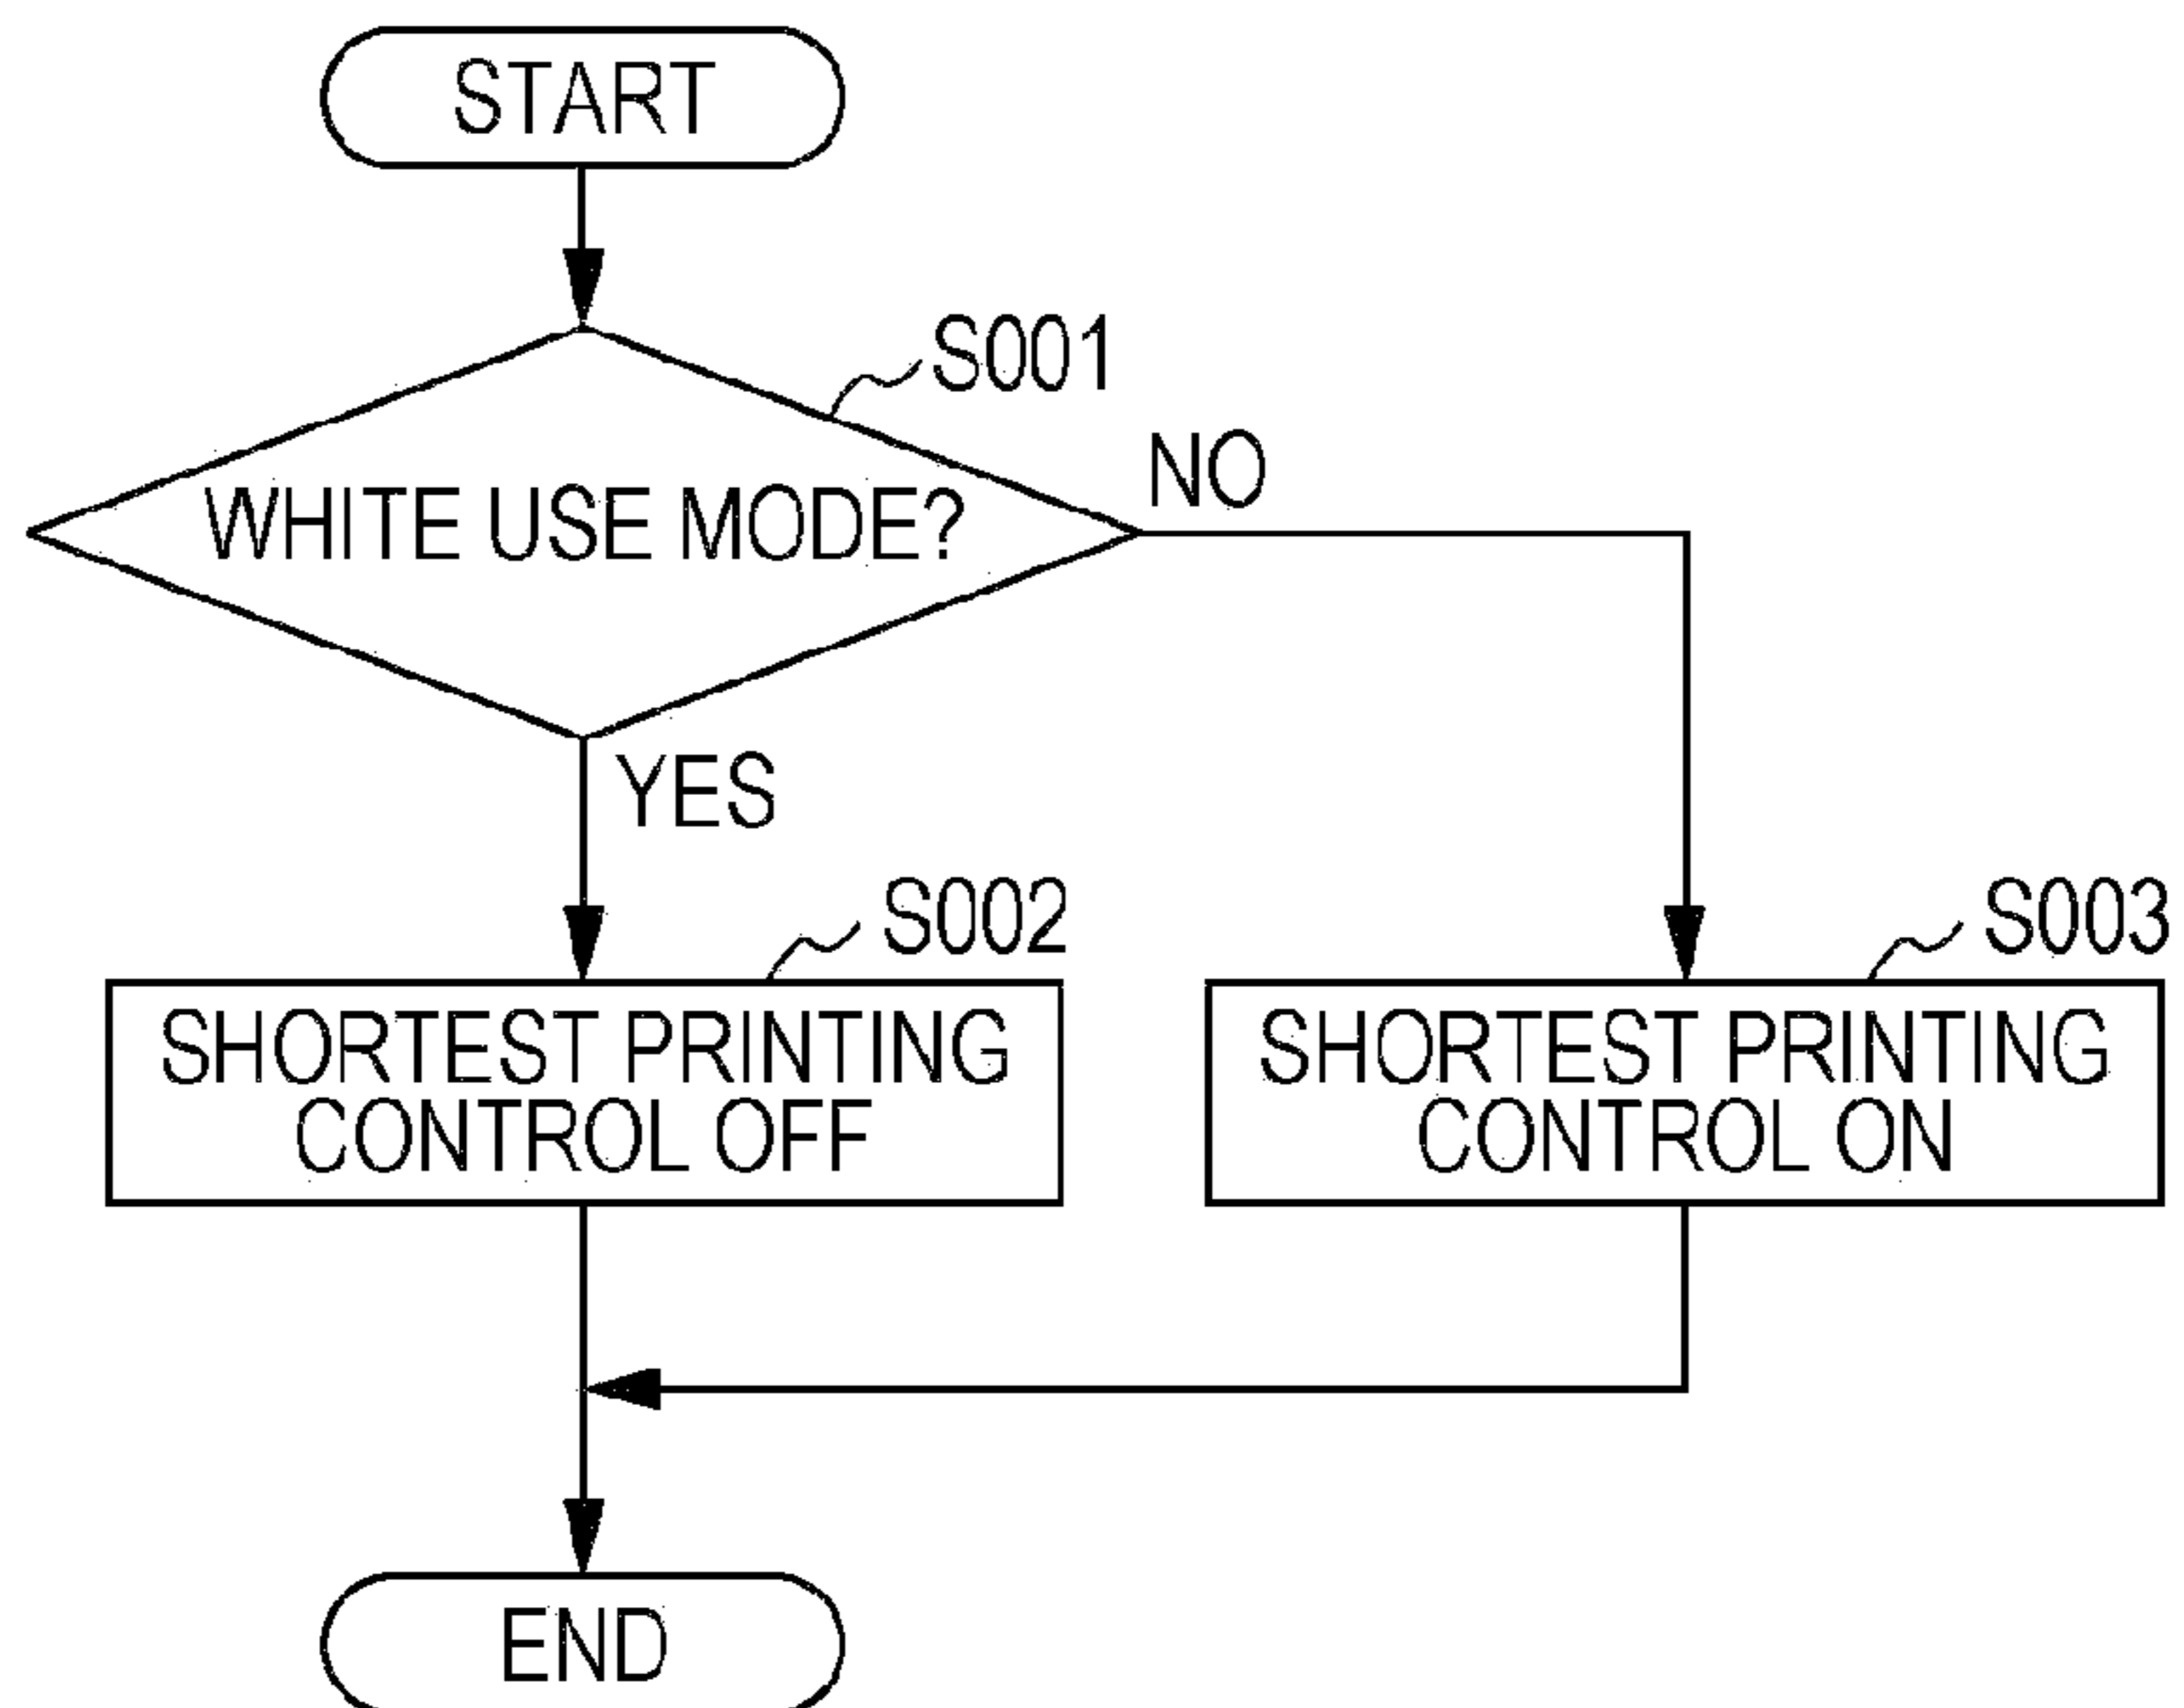 START
S001
NO
WHITE USE MODE?
YES
S002
S003
SHORTEST PRINTING
CONTROL OFF
SHORTEST PRINTING
CONTROL ON
END